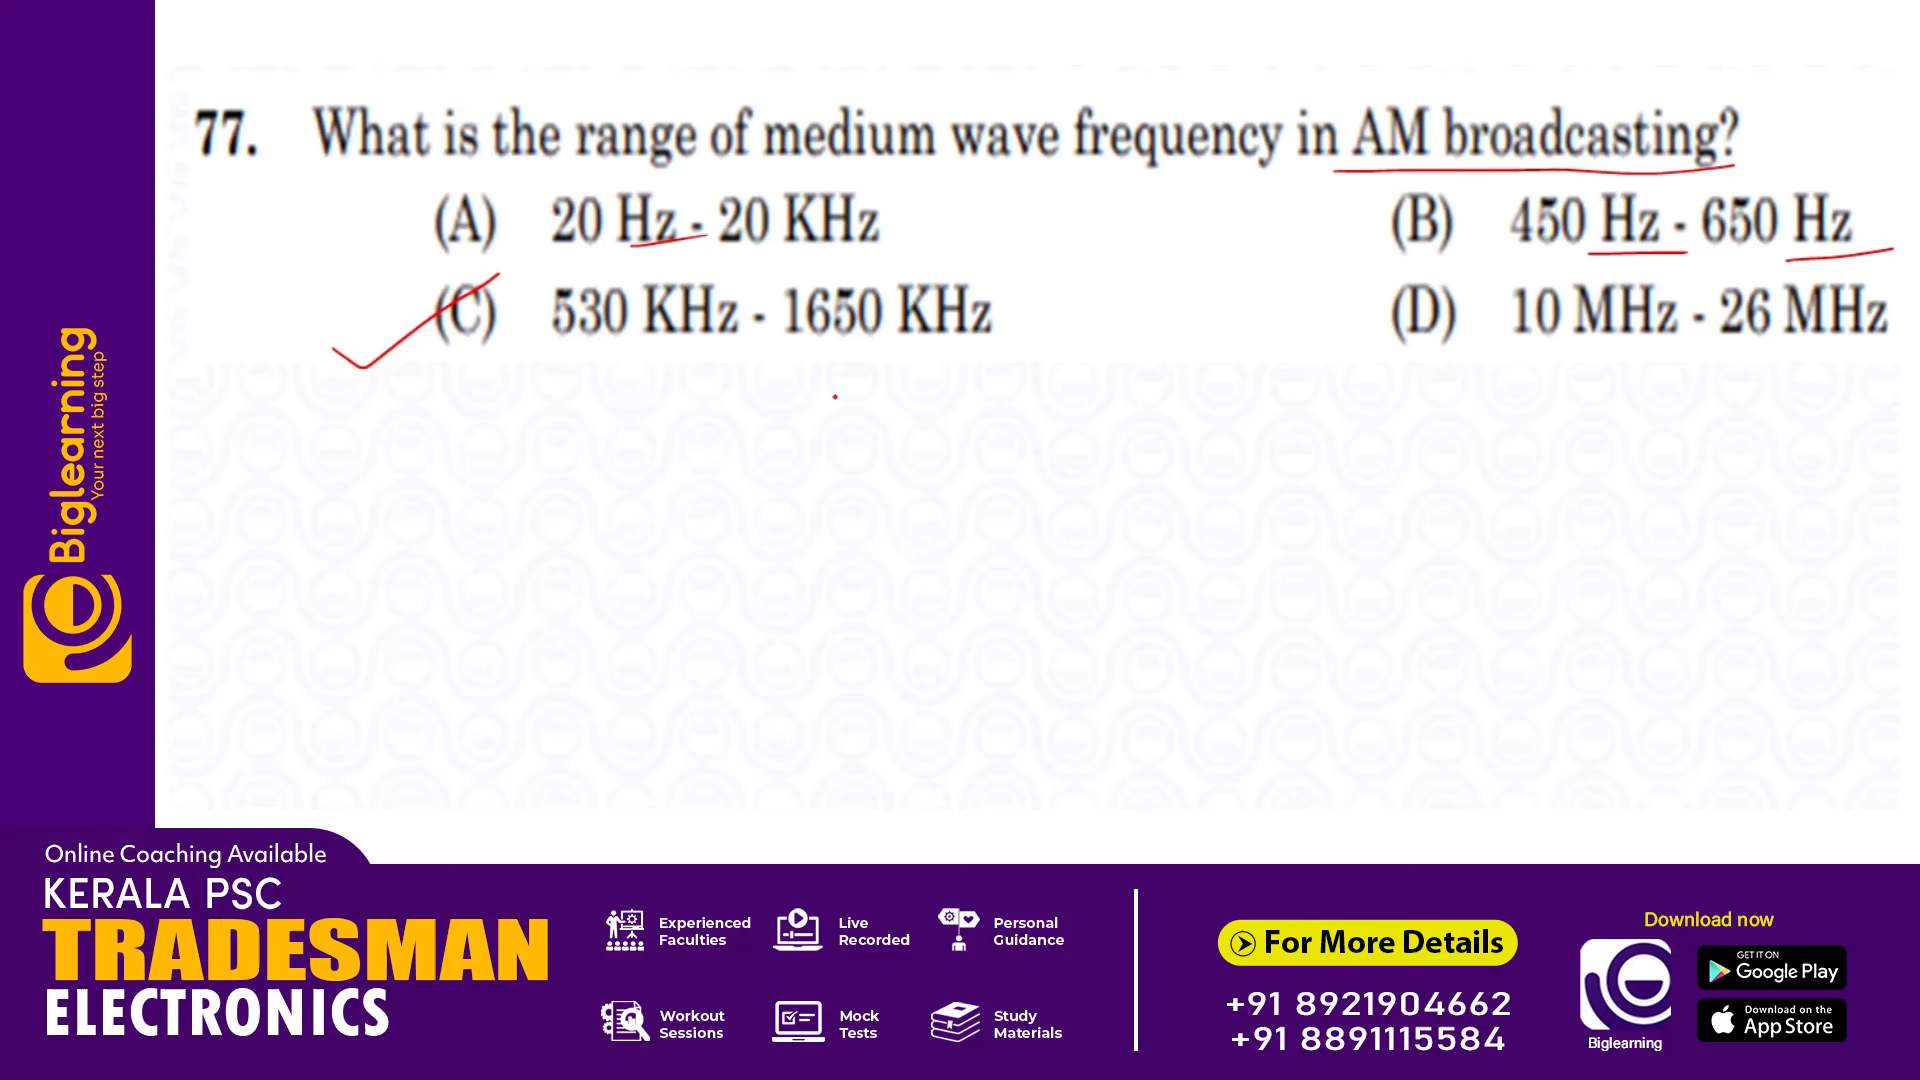 77. What is the range of medium wave frequency in AM broadcasting?
(A) 20 Hz - 20 KHz
(B) 450 Hz - 650 Hz
(C) 530 KHz - 1650 KHz
(D) 10 MHz - 26 MHz
Biglearning
Your next big step
Online Coaching Available
KERALA PSC
TRADESMAN
ELECTRONICS
Experienced
Faculties
Live
Recorded
Personal
Guidance
Workout
Sessions
Mock
Tests
Study
Materials
For More Details
+91 8921904662
+91 8891115584
Download now
Biglearning
GET IT ON
Google Play
Download on the
App Store